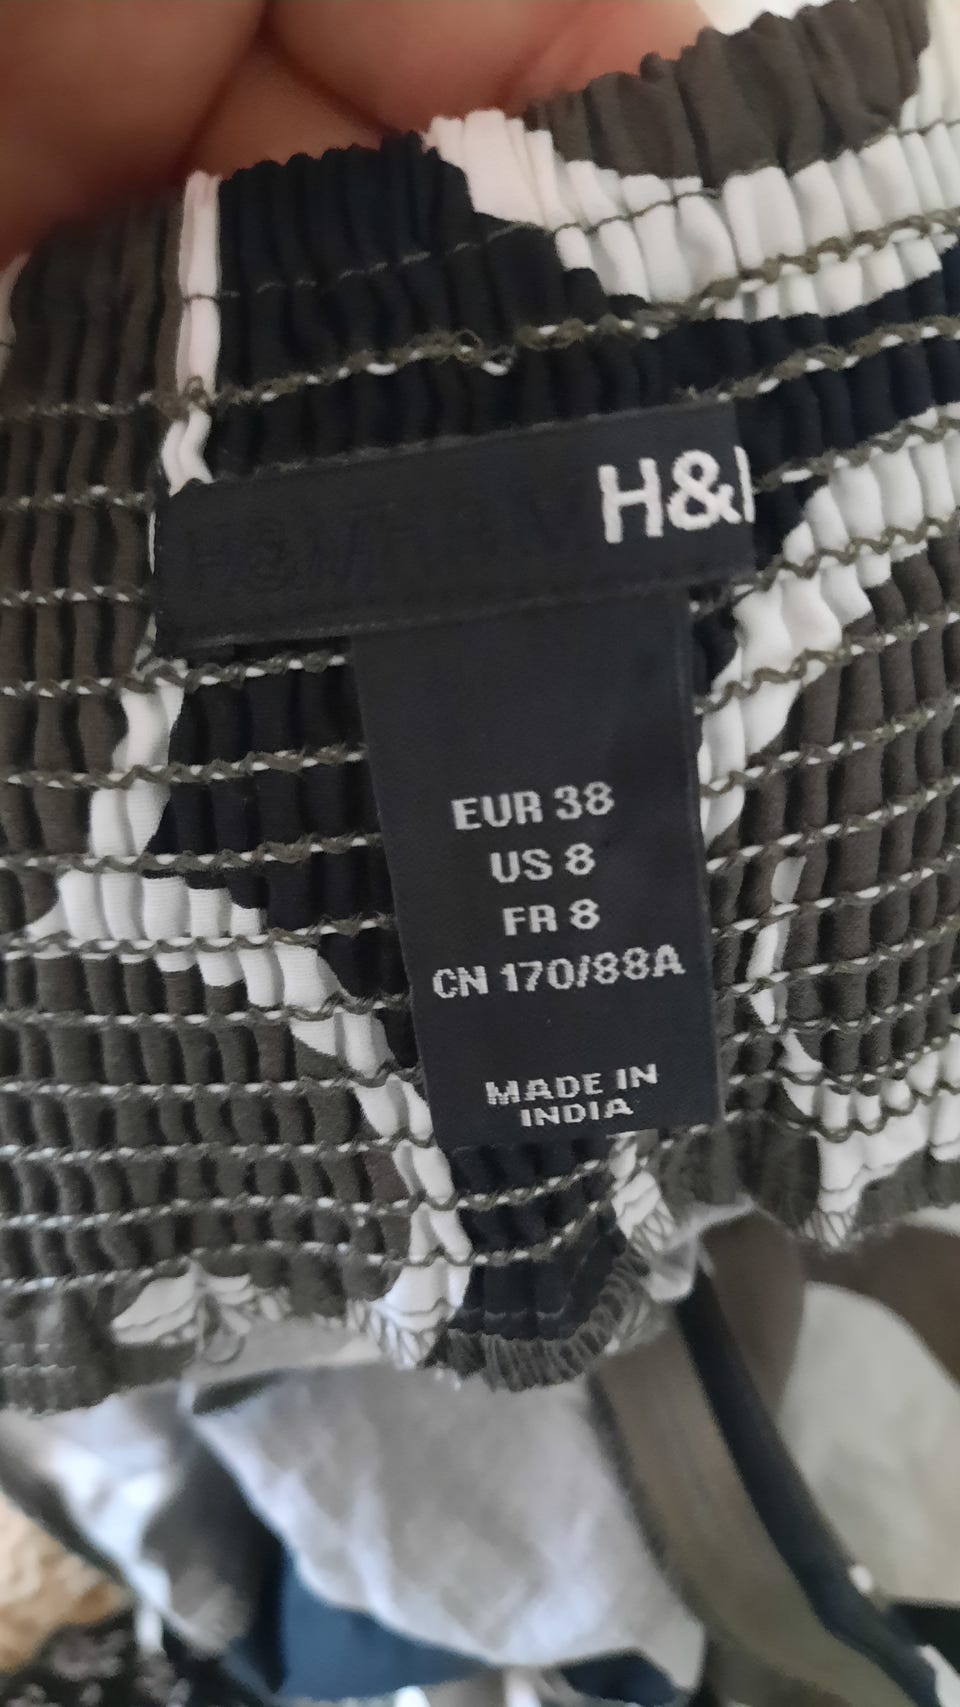 H&
EUR 38
US 8
FR 8
CN 170/88A
MADE IN
INDIA